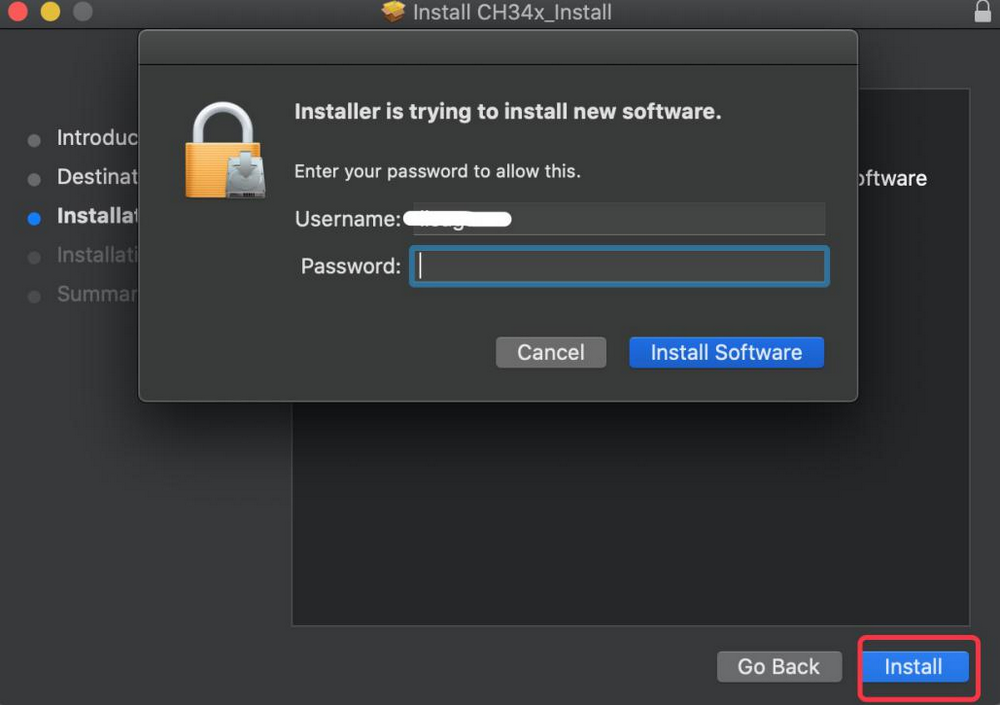 Install CH34x_Install
Installer is trying to install new software.
Enter your password to allow this.
Username:
Password:
Cancel
Install Software
Introduc
Destinat
Installat
Installati
Summar
oftware
Go Back
Install